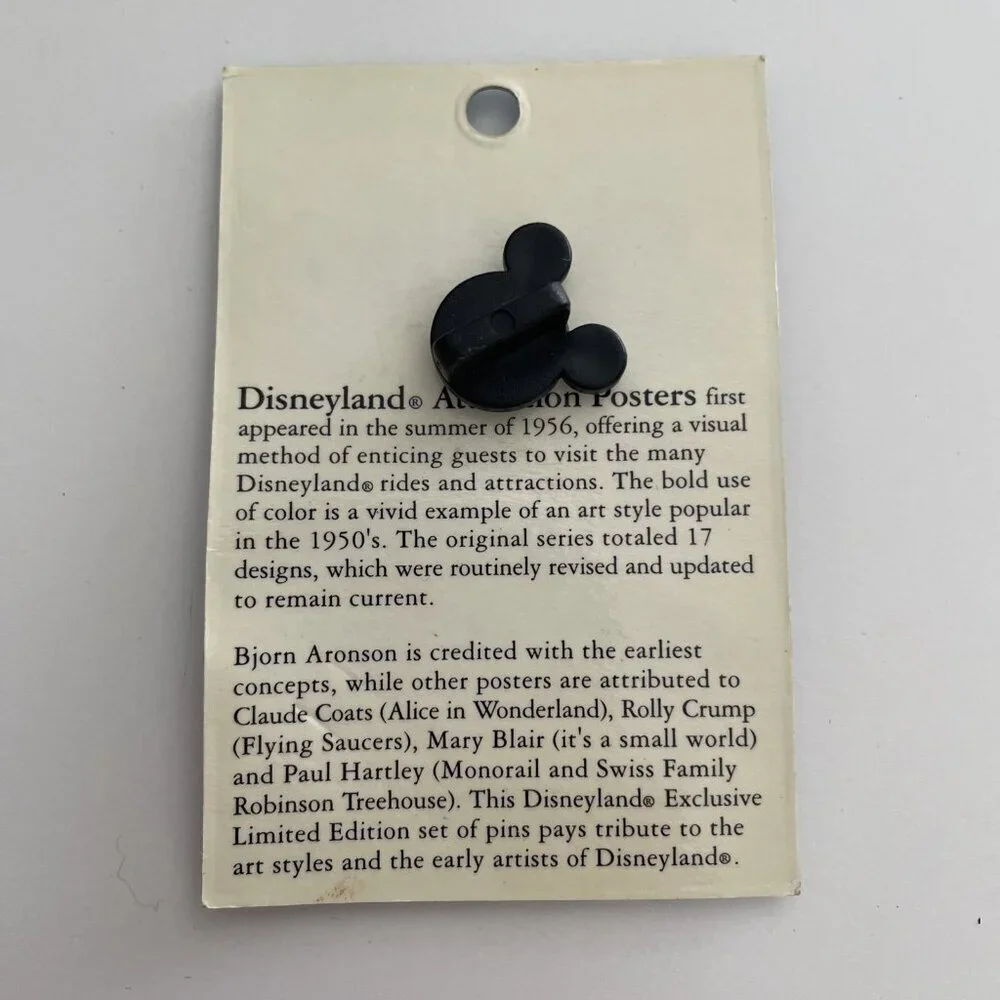 Disneyland® Posters first
appeared in the summer of 1956, offering a visual
method of enticing guests to visit the many
Disneyland® rides and attractions. The bold use
of color is a vivid example of an art style popular
in the 1950's. The original series totaled 17
designs, which were routinely revised and updated
to remain current.
Bjorn Aronson is credited with the earliest
concepts, while other posters are attributed to
Claude Coats (Alice in Wonderland), Rolly Crump
(Flying Saucers), Mary Blair (it's a small world)
and Paul Hartley (Monorail and Swiss Family
Robinson Treehouse). This Disneyland® Exclusive
Limited Edition set of pins pays tribute to the
art styles and the early artists of Disneyland®.